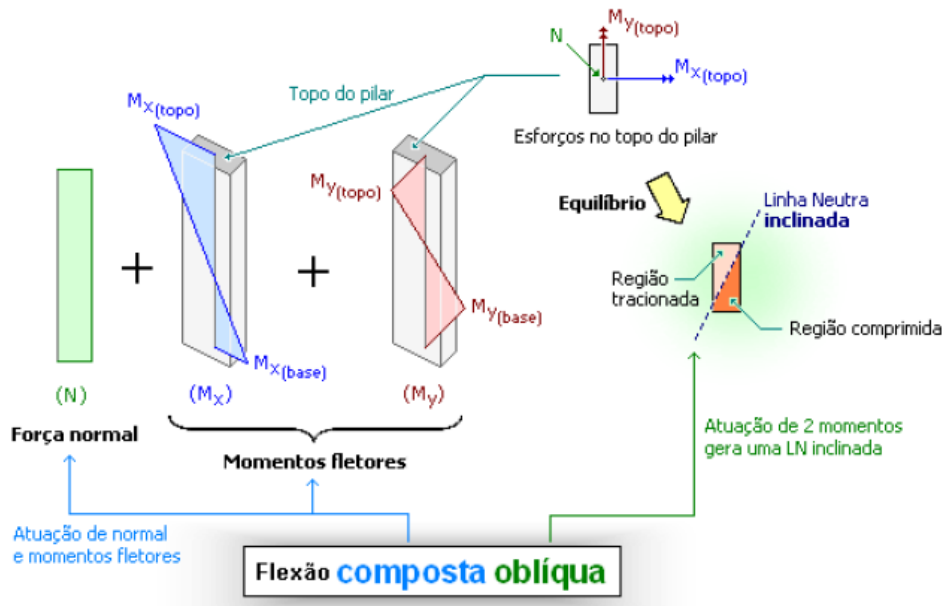 My(topo)
N
Mx(topo)
Topo do pilar
Mx(topo)
Esforços no topo do pilar
My(topo)
Equilíbrio
Linha Neutra
inclinada
+
+
Região
tracionada
My(base)
Região comprimida
Mx(base)
(N)
(Mx)
(My)
Força normal
Momentos fletores
Atuação de 2 momentos
gera uma LN inclinada
Atuação de normal
e momentos fletores
Flexão composta oblíqua